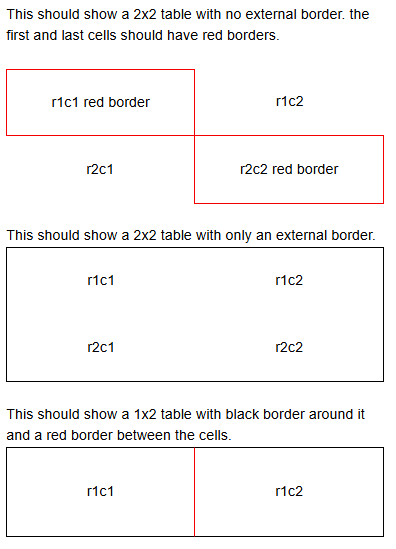 This should show a 2x2 table with no external border. the
first and last cells should have red borders.
r1c1 red border
r1c2
r2c1
r2c2 red border
This should show a 2x2 table with only an external border.
r1c1
r1c2
r2c1
r2c2
This should show a 1x2 table with black border around it
and a red border between the cells.
r1c1
r1c2